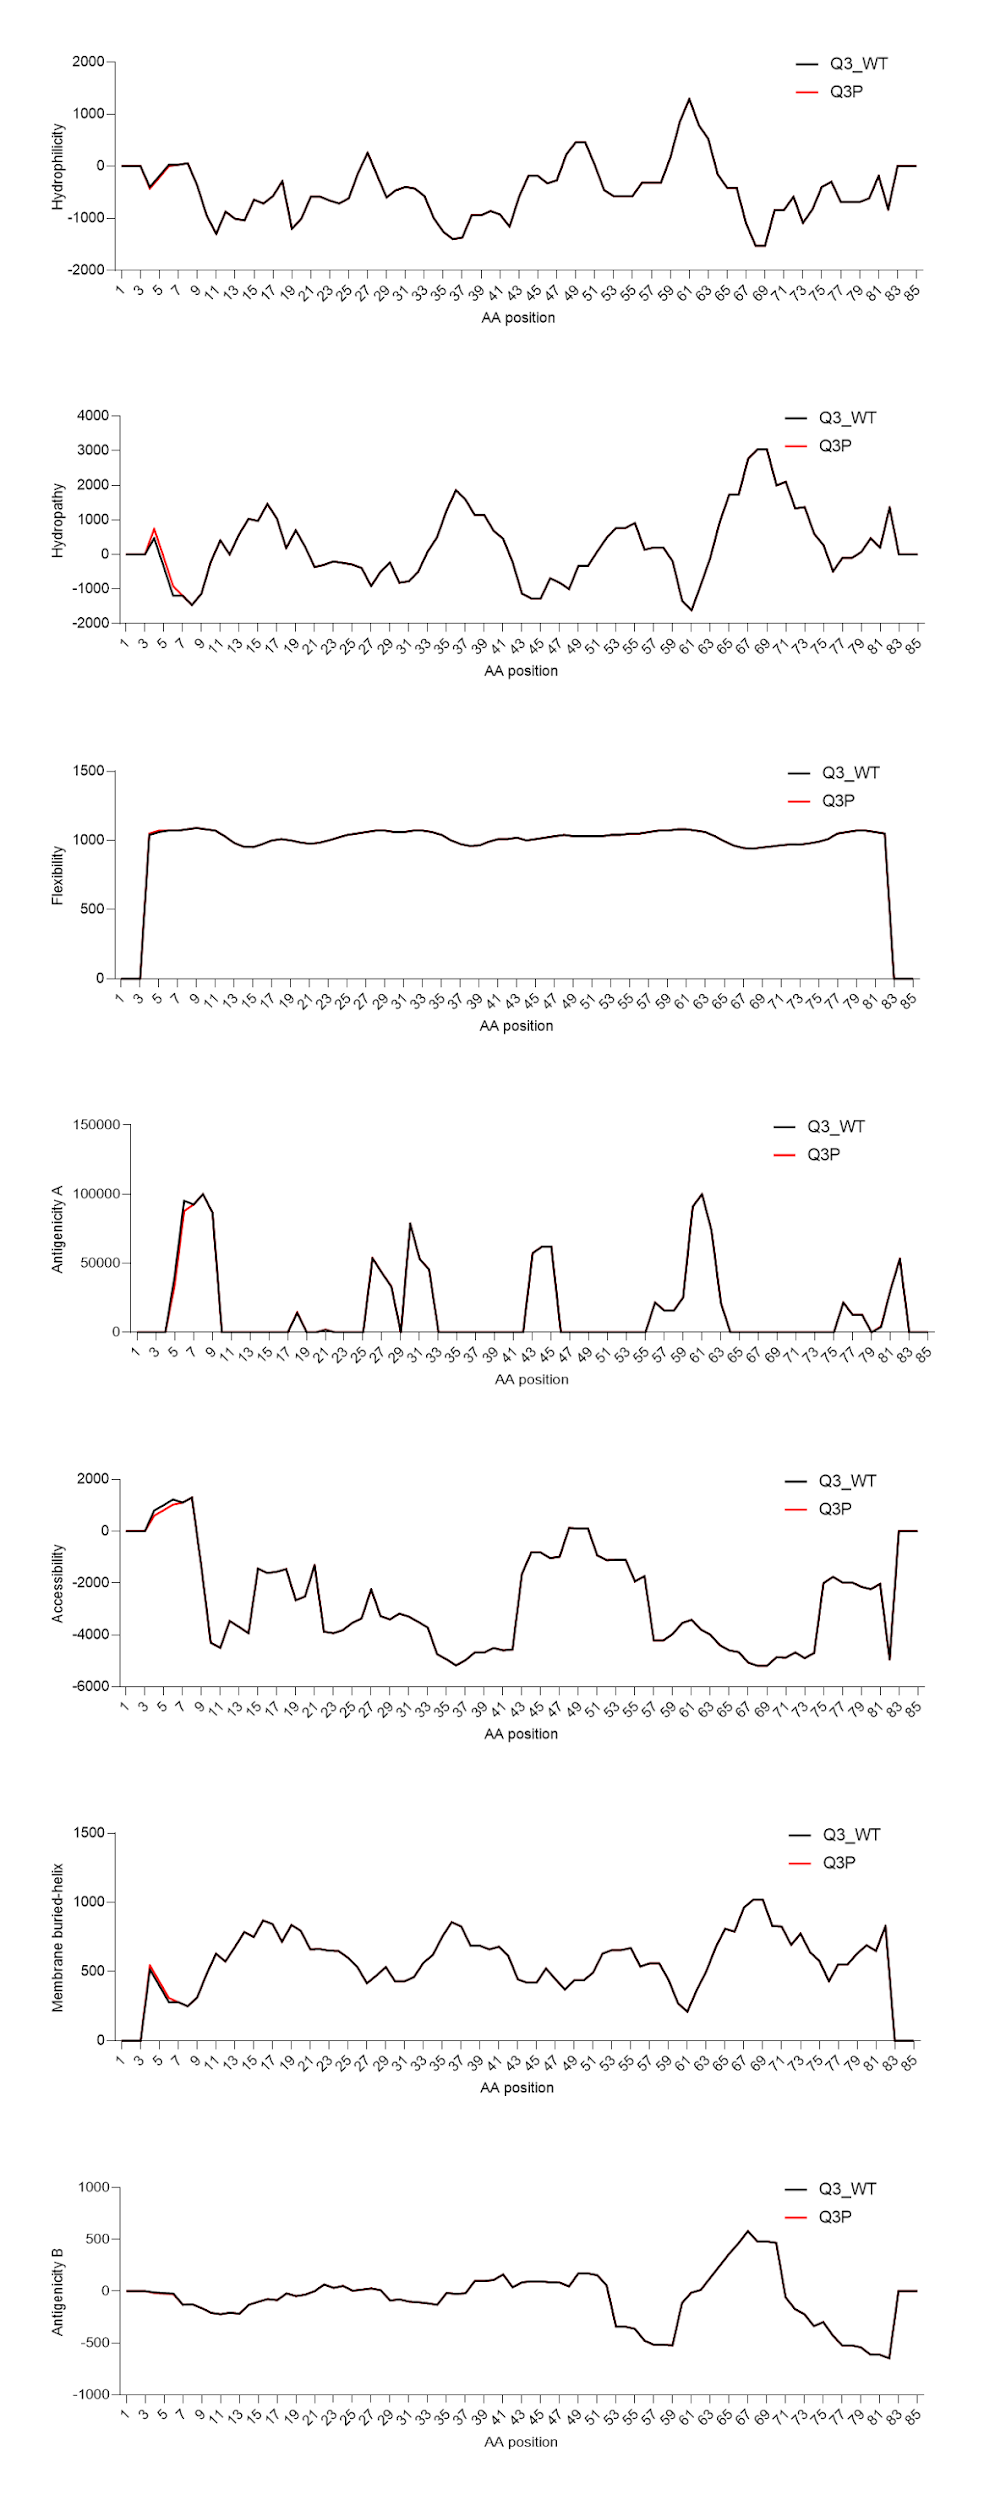 2000
1000
0
-1000
-2000
Hydrophilicity
Q3_WT
Q3P
1 3 5 7 9 11 13 15 17 19 21 23 25 27 29 31 33 35 37 39 41 43 45 47 49 51 53 55 57 59 61 63 65 67 69 71 73 75 77 79 81 83 85
AA position
4000
3000
2000
1000
0
-1000
-2000
Hydropathy
Q3_WT
Q3P
1 3 5 7 9 11 13 15 17 19 21 23 25 27 29 31 33 35 37 39 41 43 45 47 49 51 53 55 57 59 61 63 65 67 69 71 73 75 77 79 81 83 85
AA position
1500
1000
500
0
Flexibility
Q3_WT
Q3P
1 3 5 7 9 11 13 15 17 19 21 23 25 27 29 31 33 35 37 39 41 43 45 47 49 51 53 55 57 59 61 63 65 67 69 71 73 75 77 79 81 83 85
AA position
150000
100000
50000
0
Antigenicity A
Q3_WT
Q3P
1 3 5 7 9 11 13 15 17 19 21 23 25 27 29 31 33 35 37 39 41 43 45 47 49 51 53 55 57 59 61 63 65 67 69 71 73 75 77 79 81 83 85
AA position
2000
0
-2000
-4000
-6000
Accessibility
Q3_WT
Q3P
1 3 5 7 9 11 13 15 17 19 21 23 25 27 29 31 33 35 37 39 41 43 45 47 49 51 53 55 57 59 61 63 65 67 69 71 73 75 77 79 81 83 85
AA position
1500
1000
500
0
Membrane buried-helix
Q3_WT
Q3P
1 3 5 7 9 11 13 15 17 19 21 23 25 27 29 31 33 35 37 39 41 43 45 47 49 51 53 55 57 59 61 63 65 67 69 71 73 75 77 79 81 83 85
AA position
1000
500
0
-500
-1000
Antigenicity B
Q3_WT
Q3P
1 3 5 7 9 11 13 15 17 19 21 23 25 27 29 31 33 35 37 39 41 43 45 47 49 51 53 55 57 59 61 63 65 67 69 71 73 75 77 79 81 83 85
AA position